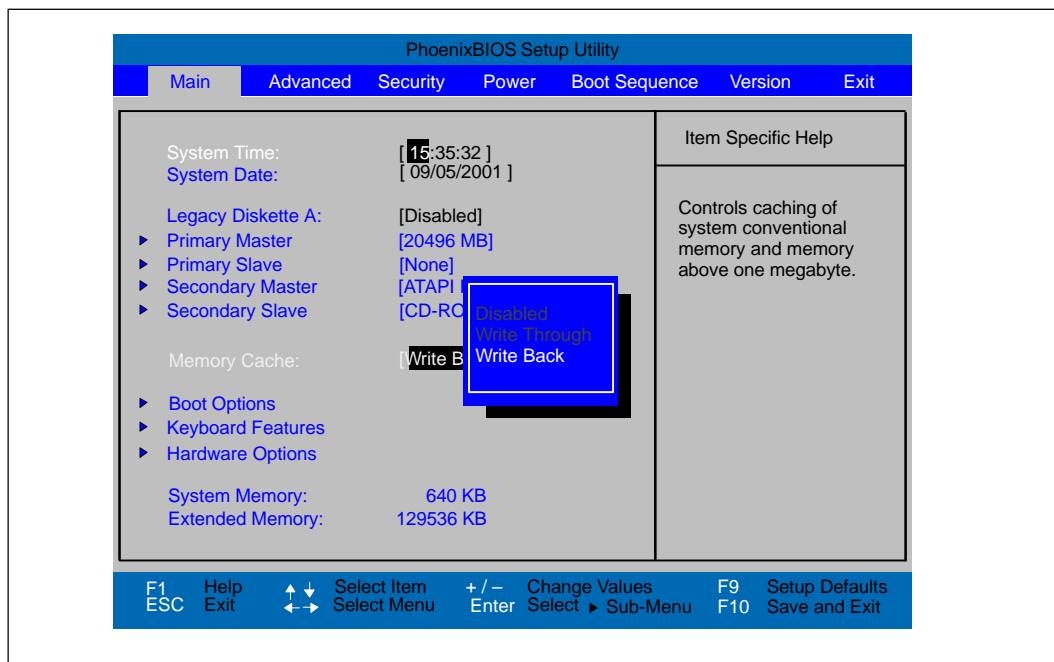 PhoenixBIOS Setup Utility
Main Advanced Security Power Boot Sequence Version Exit
System Time: [ 15:35:32 ]
System Date: [ 09/05/2001 ]
Legacy Diskette A: [Disabled]
Primary Master [20496 MB]
Primary Slave [None]
Secondary Master [ATAPI
Secondary Slave [CD-RO
Memory Cache: [Write B
Disabled
Write Through
Write Back
Boot Options
Keyboard Features
Hardware Options
System Memory: 640 KB
Extended Memory: 129536 KB
Item Specific Help
Controls caching of
system conventional
memory and memory
above one megabyte.
F1 Help Select Item + / – Change Values F9 Setup Defaults
ESC Exit Select Menu Enter Select Sub-Menu F10 Save and Exit